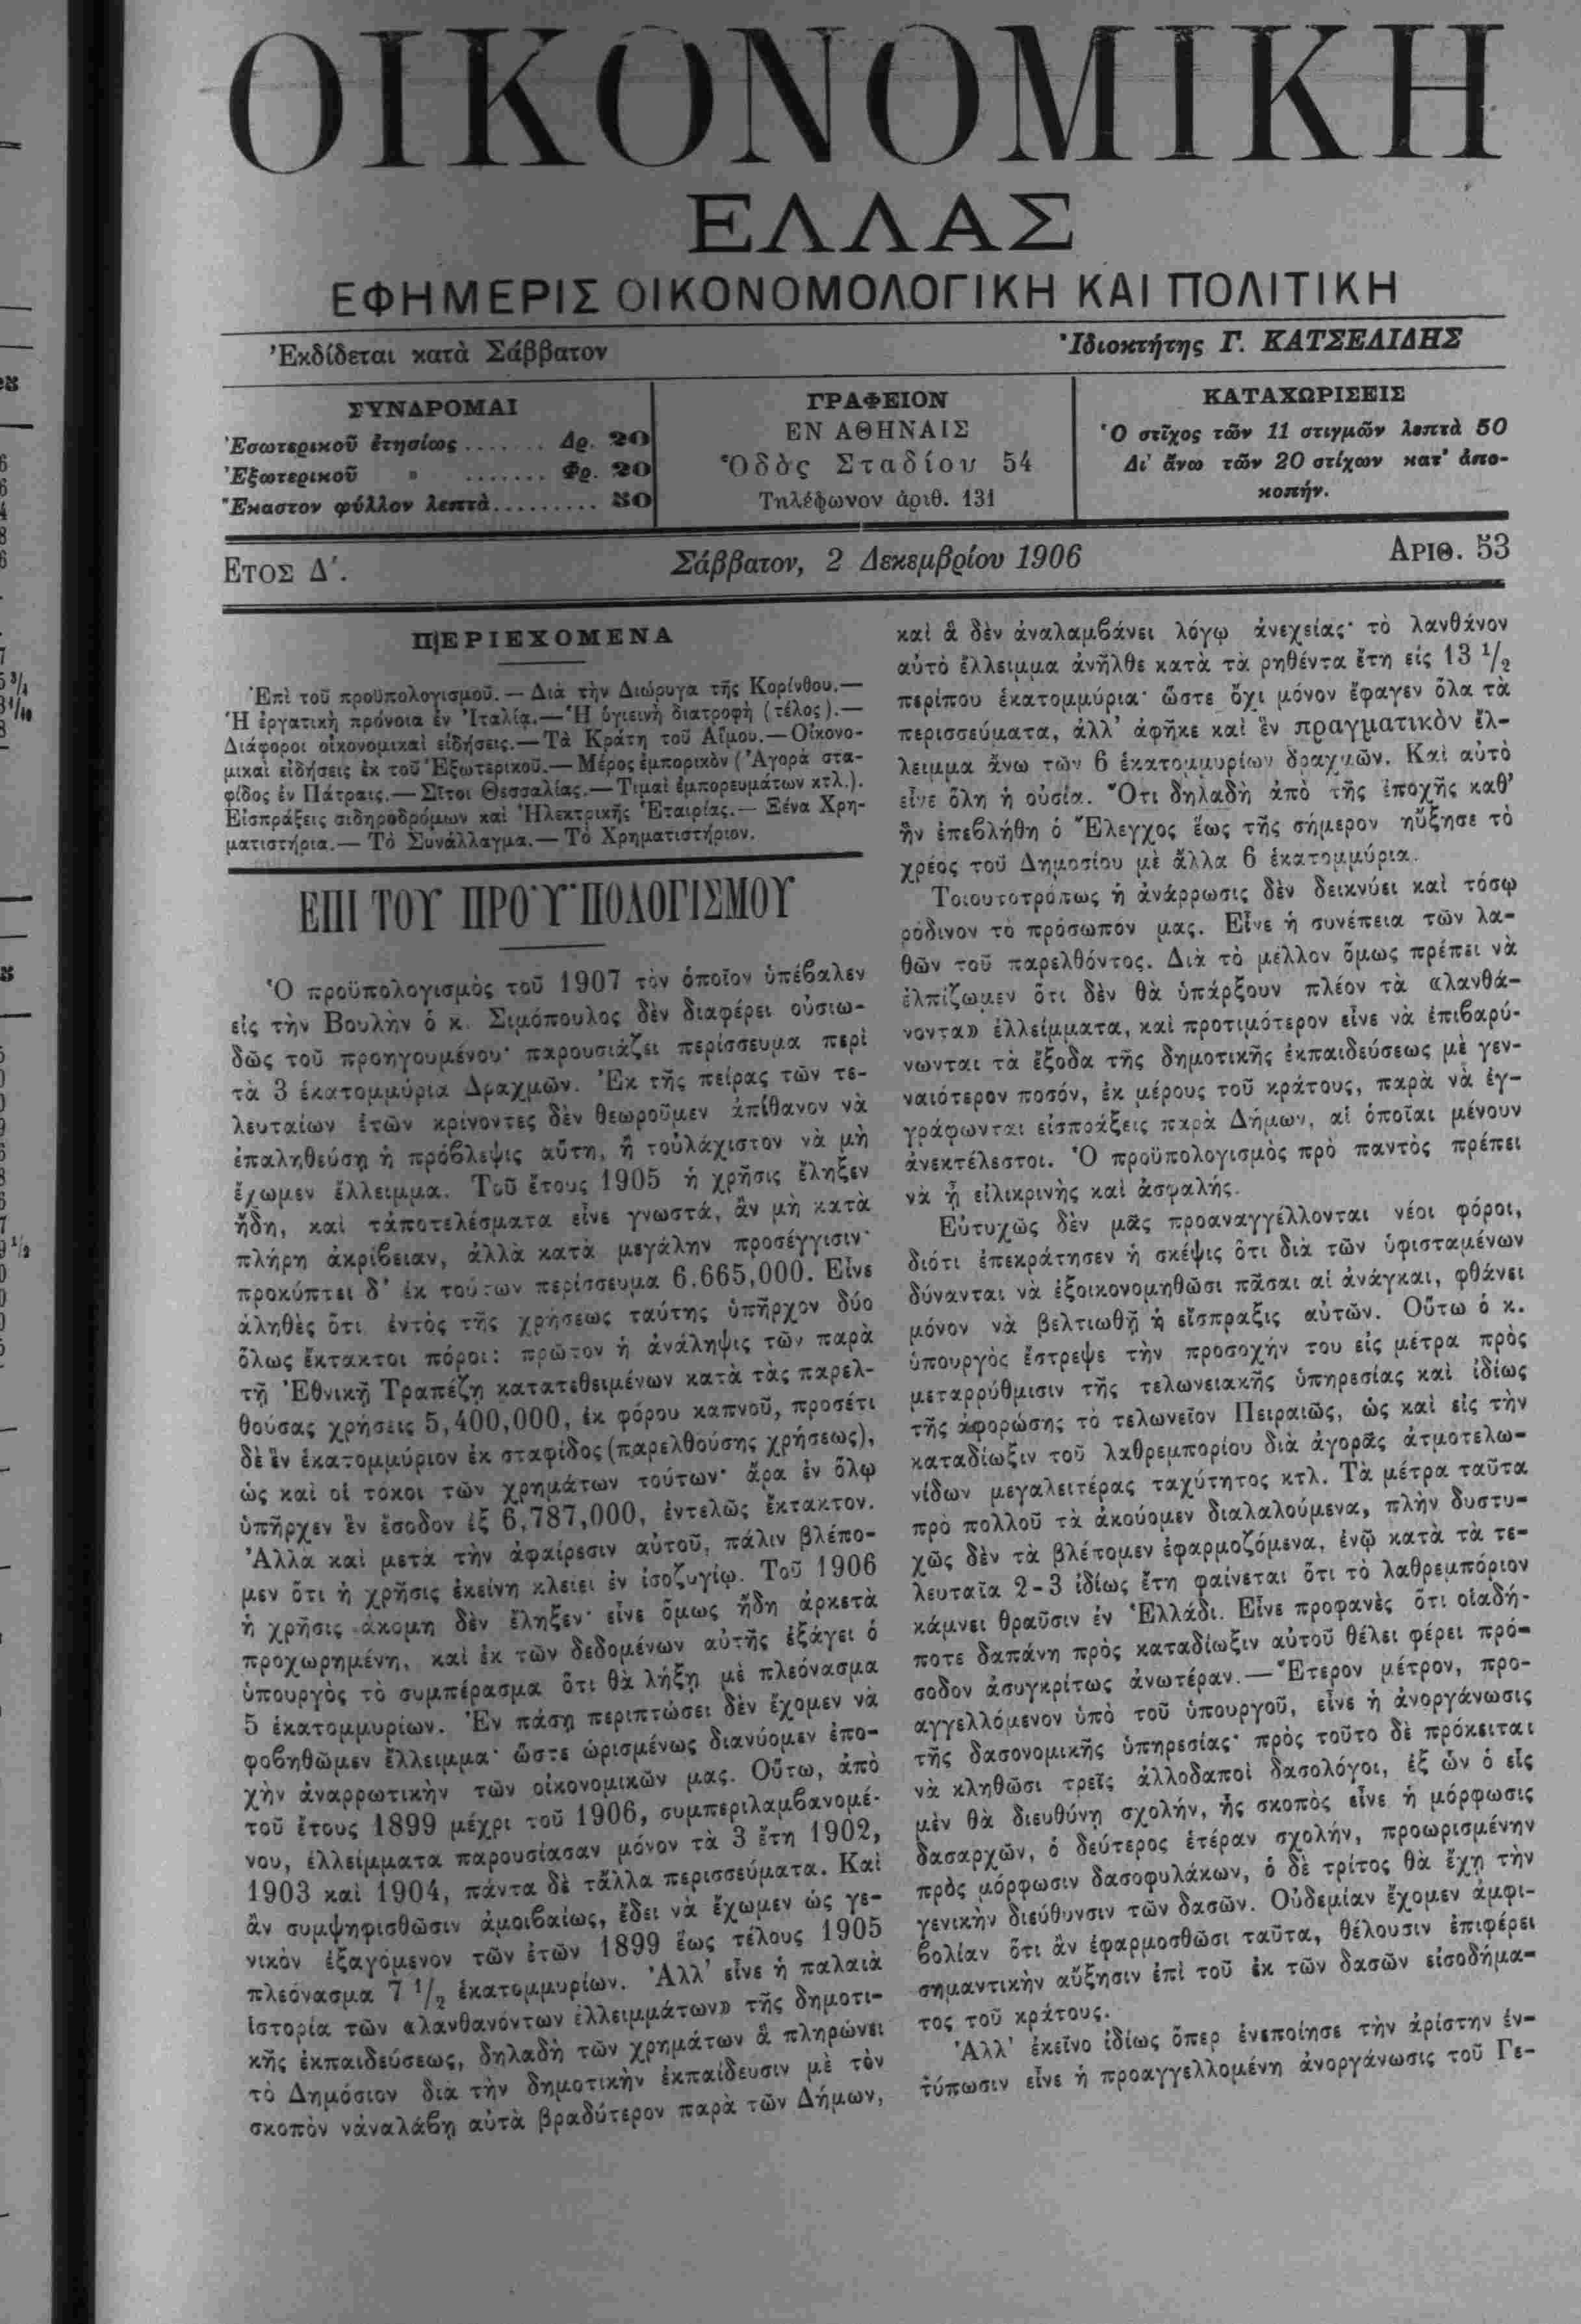 ΟΙΚΟΝΟΜΙΚΗ
ΕΛΛΑΣ
ΕΦΗΜΕΡΙΣ ΟΙΚΟΝΟΜΟΛΟΓΙΚΗ ΚΑΙ ΠΟΛΙΤΙΚΗ
Ἐκδίδεται κατὰ Σάββατον
Ἰδιοκτήτης Γ. ΚΑΤΣΕΛΙΔΗΣ
ΣΥΝΔΡΟΜΑΙ
Ἐσωτερικοῦ ἐτησίως ....... Δρ. 20
Ἐξωτερικοῦ » ....... Φρ. 20
Ἕκαστον φύλλον λεπτὰ......... 50
ΓΡΑΦΕΙΟΝ
ΕΝ ΑΘΗΝΑΙΣ
Ὁδὸς Σταδίου 54
Τηλέφωνον ἀριθ. 131
ΚΑΤΑΧΩΡΙΣΕΙΣ
Ὁ στῖχος τῶν 11 στιγμῶν λεπτὰ 50
Δι' ἄνω τῶν 20 στίχων κατ' ἀπο-
κοπήν.
ΕΤΟΣ Δ'.
Σάββατον, 2 Δεκεμβρίου 1906
ΑΡΙΘ. 53
ΠΕΡΙΕΧΟΜΕΝΑ
Ἐπὶ τοῦ προϋπολογισμοῦ. — Διὰ τὴν Διώρυγα τῆς Κορίνθου.—
Ἡ ἐργατικὴ πρόνοια ἐν Ἰταλίᾳ.—Ἡ ὑγιεινὴ διατροφὴ (τέλος).—
Διάφοροι οἰκονομικαὶ εἰδήσεις.—Τὰ Κράτη τοῦ Αἵμου.—Οἰκονο-
μικαὶ εἰδήσεις ἐκ τοῦ Ἐξωτερικοῦ.—Μέρος ἐμπορικὸν (Ἀγορὰ στα-
φίδος ἐν Πάτραις.—Σῖτοι Θεσσαλίας.—Τιμαὶ ἐμπορευμάτων κτλ.).
Εἰσπράξεις σιδηροδρόμων καὶ Ἠλεκτρικῆς Ἑταιρίας.— Ξένα Χρη-
ματιστήρια.— Τὸ Συνάλλαγμα.— Τὸ Χρηματιστήριον.
ΕΠΙ ΤΟΥ ΠΡΟΫΠΟΛΟΓΙΣΜΟΥ
Ὁ προϋπολογισμὸς τοῦ 1907 τὸν ὁποῖον ὑπέβαλεν
εἰς τὴν Βουλὴν ὁ κ. Σιμόπουλος δὲν διαφέρει οὐσιω-
δῶς τοῦ προηγουμένου· παρουσιάζει περίσσευμα περὶ
τὰ 3 ἑκατομμύρια Δραχμῶν. Ἐκ τῆς πείρας τῶν τε-
λευταίων ἐτῶν κρίνοντες δὲν θεωροῦμεν ἀπίθανον νὰ
ἐπαληθεύσῃ ἡ πρόβλεψις αὕτη, ἢ τοὐλάχιστον νὰ μὴ
ἔχωμεν ἔλλειμμα. Τοῦ ἔτους 1905 ἡ χρῆσις ἔληξεν
ἤδη, καὶ τἀποτελέσματα εἶνε γνωστά, ἂν μὴ κατὰ
πλήρη ἀκρίβειαν, ἀλλὰ κατὰ μεγάλην προσέγγισιν·
προκύπτει δ' ἐκ τούτων περίσσευμα 6.665,000. Εἶνε
ἀληθὲς ὅτι ἐντὸς τῆς χρήσεως ταύτης ὑπῆρχον δύο
ὅλως ἔκτακτοι πόροι: πρῶτον ἡ ἀνάληψις τῶν παρὰ
τῇ Ἐθνικῇ Τραπέζῃ κατατεθειμένων κατὰ τὰς παρελ-
θούσας χρήσεις 5,400,000, ἐκ φόρου καπνοῦ, προσέτι
δὲ ἓν ἑκατομμύριον ἐκ σταφίδος (παρελθούσης χρήσεως),
ὡς καὶ οἱ τόκοι τῶν χρημάτων τούτων· ἄρα ἐν ὅλῳ
ὑπῆρχεν ἓν ἔσοδον ἐξ 6,787,000, ἐντελῶς ἔκτακτον.
Ἀλλὰ καὶ μετὰ τὴν ἀφαίρεσιν αὐτοῦ, πάλιν βλέπο-
μεν ὅτι ἡ χρῆσις ἐκείνη κλείει ἐν ἰσοζυγίῳ. Τοῦ 1906
ἡ χρῆσις ἀκόμη δὲν ἔληξεν· εἶνε ὅμως ἤδη ἀρκετὰ
προχωρημένη, καὶ ἐκ τῶν δεδομένων αὐτῆς ἐξάγει ὁ
ὑπουργὸς τὸ συμπέρασμα ὅτι θὰ λήξῃ μὲ πλεόνασμα
5 ἑκατομμυρίων. Ἐν πάσῃ περιπτώσει δὲν ἔχομεν νὰ
φοβηθῶμεν ἔλλειμμα· ὥστε ὡρισμένως διανύομεν ἐπο-
χὴν ἀναρρωτικὴν τῶν οἰκονομικῶν μας. Οὕτω, ἀπὸ
τοῦ ἔτους 1899 μέχρι τοῦ 1906, συμπεριλαμβανομέ-
νου, ἐλλείμματα παρουσίασαν μόνον τὰ 3 ἔτη 1902,
1903 καὶ 1904, πάντα δὲ τἆλλα περισσεύματα. Καὶ
ἂν συμψηφισθῶσιν ἀμοιβαίως, ἔδει νὰ ἔχωμεν ὡς γε-
νικὸν ἐξαγόμενον τῶν ἐτῶν 1899 ἕως τέλους 1905
πλεόνασμα 7 1/2 ἑκατομμυρίων. Ἀλλ' εἶνε ἡ παλαιὰ
ἱστορία τῶν «λανθανόντων ἐλλειμμάτων» τῆς δημοτι-
κῆς ἐκπαιδεύσεως, δηλαδὴ τῶν χρημάτων ἃ πληρώνει
τὸ Δημόσιον διὰ τὴν δημοτικὴν ἐκπαίδευσιν μὲ τὸν
σκοπὸν νἀναλάβῃ αὐτὰ βραδύτερον παρὰ τῶν Δήμων,
καὶ ἃ δὲν ἀναλαμβάνει λόγῳ ἀνεχείας· τὸ λανθάνον
αὐτὸ ἔλλειμμα ἀνῆλθε κατὰ τὰ ρηθέντα ἔτη εἰς 13 1/2
περίπου ἑκατομμύρια· ὥστε ὄχι μόνον ἔφαγεν ὅλα τὰ
περισσεύματα, ἀλλ' ἀφῆκε καὶ ἓν πραγματικὸν ἔλ-
λειμμα ἄνω τῶν 6 ἑκατομμυρίων δραχμῶν. Καὶ αὐτὸ
εἶνε ὅλη ἡ οὐσία. Ὅτι δηλαδὴ ἀπὸ τῆς ἐποχῆς καθ'
ἣν ἐπεβλήθη ὁ Ἔλεγχος ἕως τῆς σήμερον ηὔξησε τὸ
χρέος τοῦ Δημοσίου μὲ ἄλλα 6 ἑκατομμύρια.
Τοιουτοτρόπως ἡ ἀνάρρωσις δὲν δεικνύει καὶ τόσῳ
ρόδινον τὸ πρόσωπόν μας. Εἶνε ἡ συνέπεια τῶν λα-
θῶν τοῦ παρελθόντος. Διὰ τὸ μέλλον ὅμως πρέπει νὰ
ἐλπίζωμεν ὅτι δὲν θὰ ὑπάρξουν πλέον τὰ «λανθά-
νοντα» ἐλλείμματα, καὶ προτιμότερον εἶνε νὰ ἐπιβαρύ-
νωνται τὰ ἔξοδα τῆς δημοτικῆς ἐκπαιδεύσεως μὲ γεν-
ναιότερον ποσόν, ἐκ μέρους τοῦ κράτους, παρὰ νὰ ἐγ-
γράφωνται εἰσπράξεις παρὰ Δήμων, αἱ ὁποῖαι μένουν
ἀνεκτέλεστοι. Ὁ προϋπολογισμὸς πρὸ παντὸς πρέπει
νὰ ᾖ εἰλικρινὴς καὶ ἀσφαλής.
Εὐτυχῶς δὲν μᾶς προαναγγέλλονται νέοι φόροι,
διότι ἐπεκράτησεν ἡ σκέψις ὅτι διὰ τῶν ὑφισταμένων
δύνανται νὰ ἐξοικονομηθῶσι πᾶσαι αἱ ἀνάγκαι, φθάνει
μόνον νὰ βελτιωθῇ ἡ εἴσπραξις αὐτῶν. Οὕτω ὁ κ.
ὑπουργὸς ἔστρεψε τὴν προσοχήν του εἰς μέτρα πρὸς
μεταρρύθμισιν τῆς τελωνειακῆς ὑπηρεσίας καὶ ἰδίως
τῆς ἀφορώσης τὸ τελωνεῖον Πειραιῶς, ὡς καὶ εἰς τὴν
καταδίωξιν τοῦ λαθρεμπορίου διὰ ἀγορᾶς ἀτμοτελω-
νίδων μεγαλειτέρας ταχύτητος κτλ. Τὰ μέτρα ταῦτα
πρὸ πολλοῦ τὰ ἀκούομεν διαλαλούμενα, πλὴν δυστυ-
χῶς δὲν τὰ βλέπομεν ἐφαρμοζόμενα, ἐνῷ κατὰ τὰ τε-
λευταῖα 2-3 ἰδίως ἔτη φαίνεται ὅτι τὸ λαθρεμπόριον
κάμνει θραῦσιν ἐν Ἑλλάδι. Εἶνε προφανὲς ὅτι οἱαδή-
ποτε δαπάνη πρὸς καταδίωξιν αὐτοῦ θέλει φέρει πρό-
σοδον ἀσυγκρίτως ἀνωτέραν.—Ἕτερον μέτρον, προ-
αγγελλόμενον ὑπὸ τοῦ ὑπουργοῦ, εἶνε ἡ ἀνοργάνωσις
τῆς δασονομικῆς ὑπηρεσίας· πρὸς τοῦτο δὲ πρόκειται
νὰ κληθῶσι τρεῖς ἀλλοδαποὶ δασολόγοι, ἐξ ὧν ὁ εἷς
μὲν θὰ διευθύνῃ σχολήν, ἧς σκοπὸς εἶνε ἡ μόρφωσις
δασαρχῶν, ὁ δεύτερος ἑτέραν σχολήν, προωρισμένην
πρὸς μόρφωσιν δασοφυλάκων, ὁ δὲ τρίτος θὰ ἔχῃ τὴν
γενικὴν διεύθυνσιν τῶν δασῶν. Οὐδεμίαν ἔχομεν ἀμφι-
βολίαν ὅτι ἂν ἐφαρμοσθῶσι ταῦτα, θέλουσιν ἐπιφέρει
σημαντικὴν αὔξησιν ἐπὶ τοῦ ἐκ τῶν δασῶν εἰσοδήμα-
τος τοῦ κράτους.
Ἀλλ' ἐκεῖνο ἰδίως ὅπερ ἐνεποίησε τὴν ἀρίστην ἐν-
τύπωσιν εἶνε ἡ προαγγελλομένη ἀνοργάνωσις τοῦ Γε-